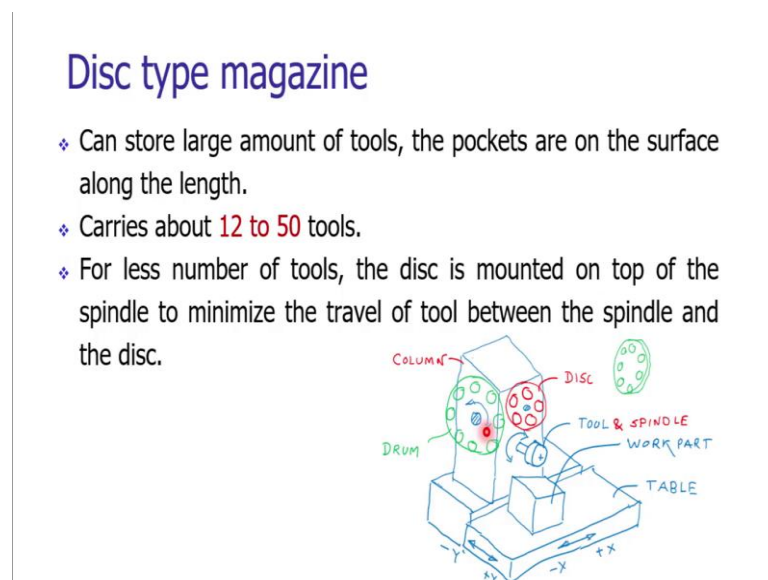 Disc type magazine
Can store large amount of tools, the pockets are on the surface
along the length.
Carries about 12 to 50 tools.
For less number of tools, the disc is mounted on top of the
spindle to minimize the travel of tool between the spindle and
the disc.
COLUMN
DISC
TOOL & SPINDLE
WORK PART
DRUM
TABLE
-Y
+Y
-X
+X